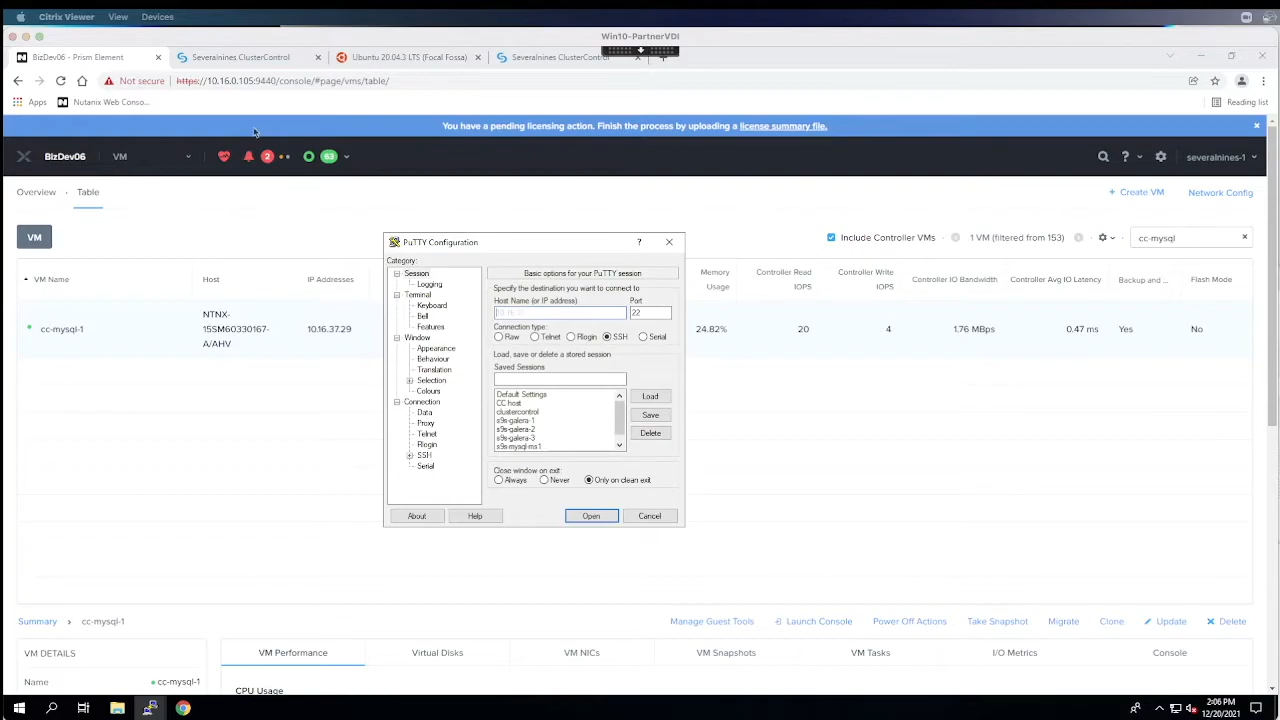 Citrix Viewer View Devices
Win10-PartnerVDI
BizDev06 - Prism Element
Severalnines ClusterControl
Ubuntu 20.04.3 LTS (Focal Fossa)
Severalnines ClusterControl
Not secure https://10.16.0.105:9440/console/#page/vms/table/
Apps Nutanix Web Conso...
Reading list
You have a pending licensing action. Finish the process by uploading a license summary file.
BizDev06 VM 2 63 ? severalnines-1
Overview · Table
+ Create VM Network Config
VM
Include Controller VMs · 1 VM (filtered from 153) · cc-mysql
VM Name Host IP Addresses Memory Usage Controller Read IOPS Controller Write IOPS Controller IO Bandwidth Controller Avg IO Latency Backup and ... Flash Mode
cc-mysql-1 NTNX-15SM60330167-A/AHV 10.16.37.29 24.82% 20 4 1.76 MBps 0.47 ms Yes No
PuTTY Configuration ?
Category:
Session
Logging
Terminal
Keyboard
Bell
Features
Window
Appearance
Behaviour
Translation
Selection
Colours
Connection
Data
Proxy
Telnet
Rlogin
SSH
Serial
Basic options for your PuTTY session
Specify the destination you want to connect to
Host Name (or IP address) Port
22
Connection type:
Raw Telnet Rlogin SSH Serial
Load, save or delete a stored session
Saved Sessions
Default Settings
CC host
clustercontrol
s9s-galera-1
s9s-galera-2
s9s-galera-3
s9s-mysql-ms1
Load
Save
Delete
Close window on exit:
Always Never Only on clean exit
About Help Open Cancel
Summary › cc-mysql-1
Manage Guest Tools Launch Console Power Off Actions Take Snapshot Migrate Clone Update Delete
VM DETAILS
VM Performance Virtual Disks VM NICs VM Snapshots VM Tasks I/O Metrics Console
Name cc-mysql-1
CPU Usage
2:06 PM
12/20/2021